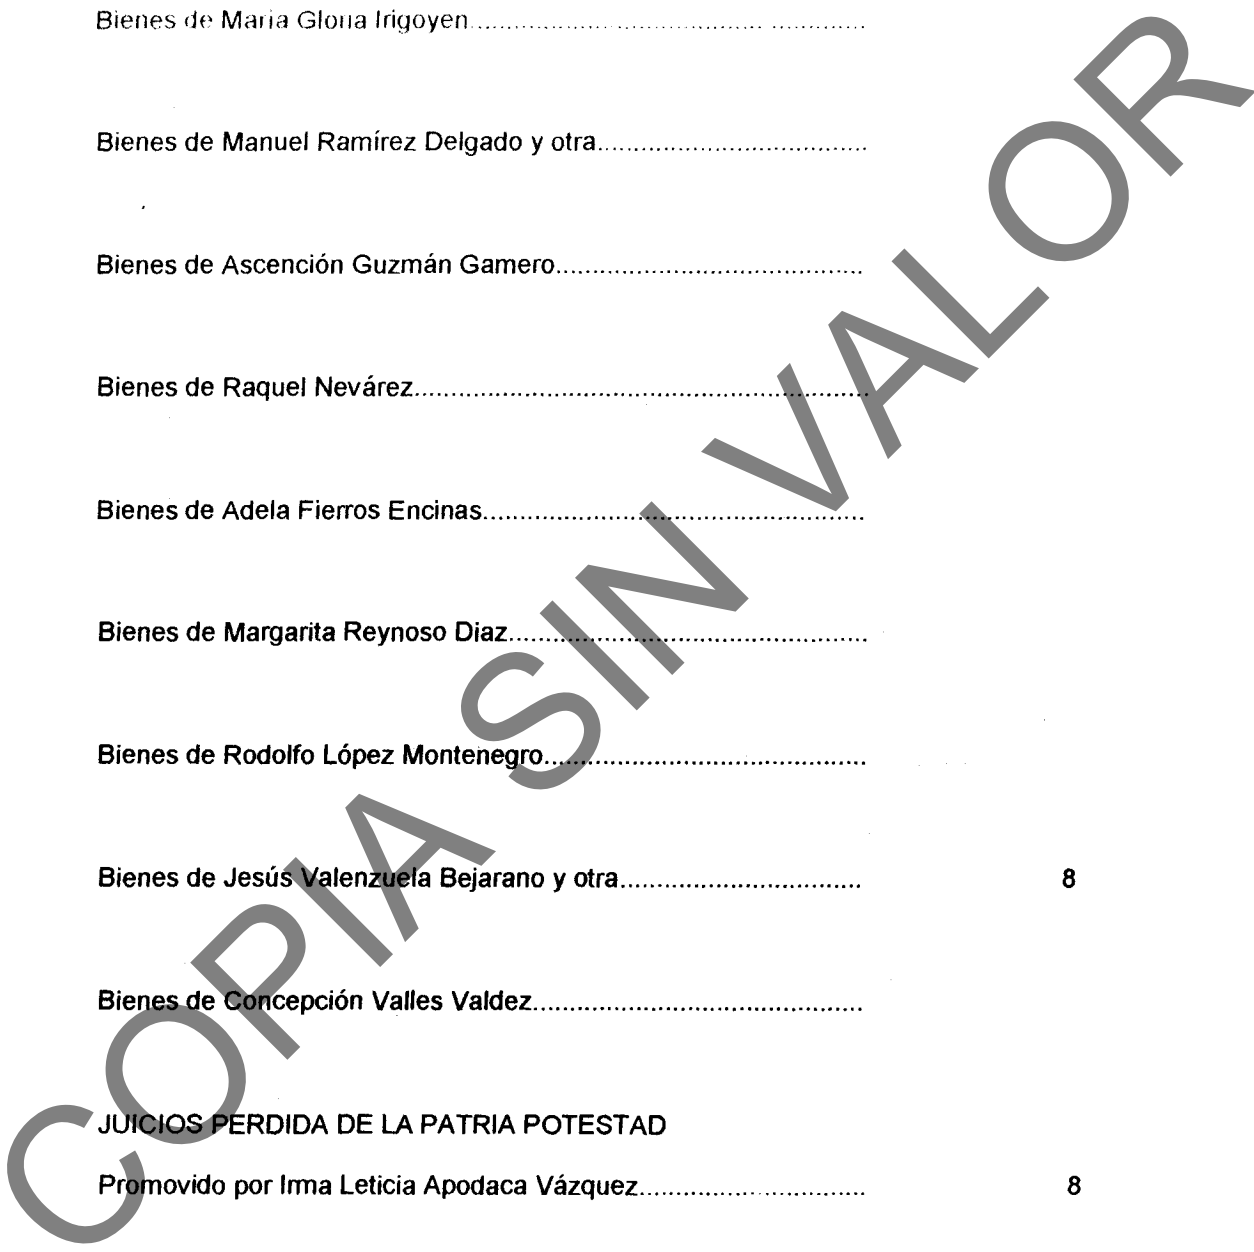 Bienes de Maria Gloria Irigoyen..........................................
Bienes de Manuel Ramírez Delgado y otra....................................
Bienes de Ascención Guzmán Gamero.........................................
Bienes de Raquel Nevárez.............................................................
Bienes de Adela Fierros Encinas...................................................
Bienes de Margarita Reynoso Diaz................................................
Bienes de Rodolfo López Montenegro...........................................
Bienes de Jesús Valenzuela Bejarano y otra................................ 8
Bienes de Concepción Valles Valdez............................................
JUICIOS PERDIDA DE LA PATRIA POTESTAD
Promovido por Irma Leticia Apodaca Vázquez.............................. 8
COPIA SIN VALOR